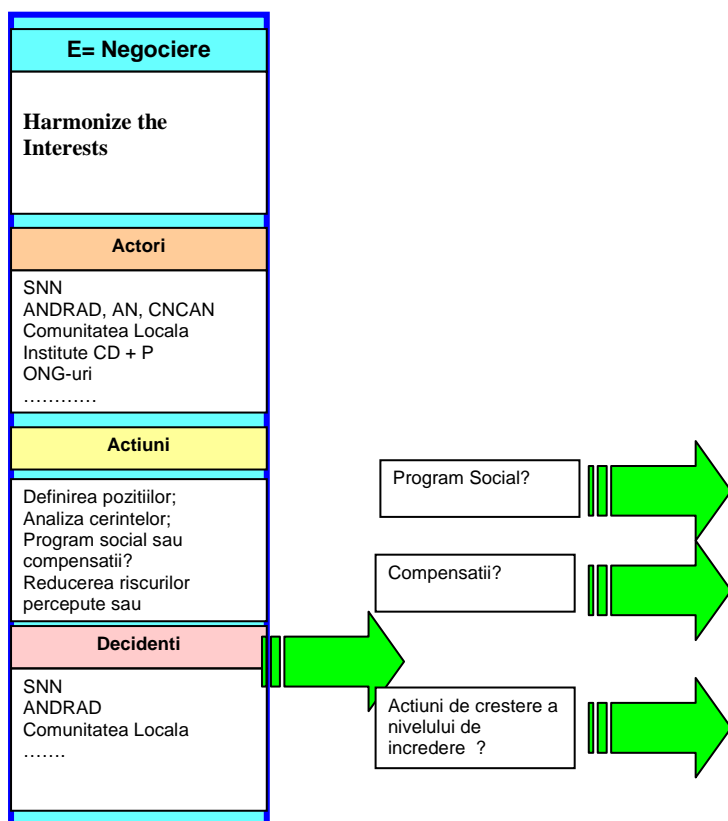 E= Negociere
Harmonize the
Interests
Actori
SNN
ANDRAD, AN, CNCAN
Comunitatea Locala
Institute CD + P
ONG-uri
…………
Actiuni
Definirea pozitiilor;
Analiza cerintelor;
Program social sau
compensatii?
Reducerea riscurilor
percepute sau
Decidenti
SNN
ANDRAD
Comunitatea Locala
…….
Program Social?
Compensatii?
Actiuni de crestere a
nivelului de
incredere ?